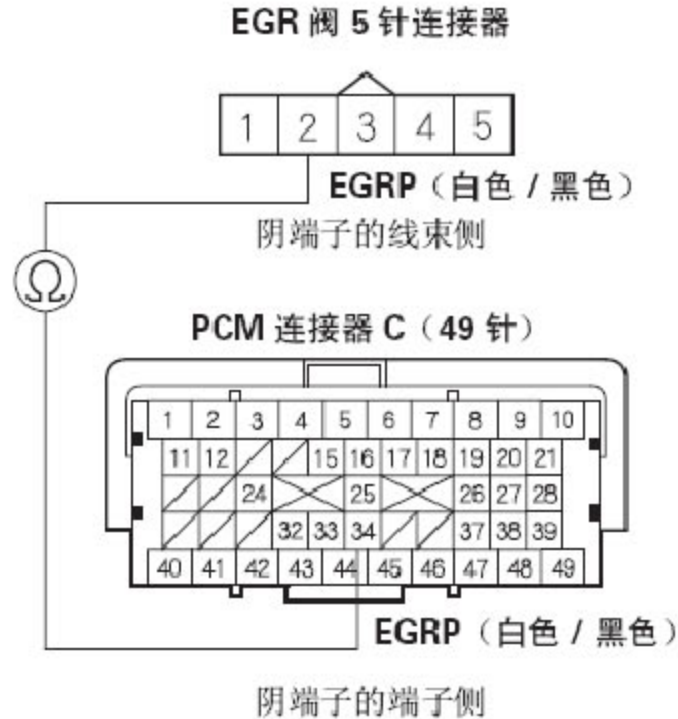 EGR 阀 5 针连接器
1 2 3 4 5
EGRP（白色 / 黑色）
阴端子的线束侧
Ω
PCM 连接器 C（49 针）
1 2 3 4 5 6 7 8 9 10
11 12 15 16 17 18 19 20 21
24 25 26 27 28
32 33 34 37 38 39
40 41 42 43 44 45 46 47 48 49
EGRP（白色 / 黑色）
阴端子的端子侧